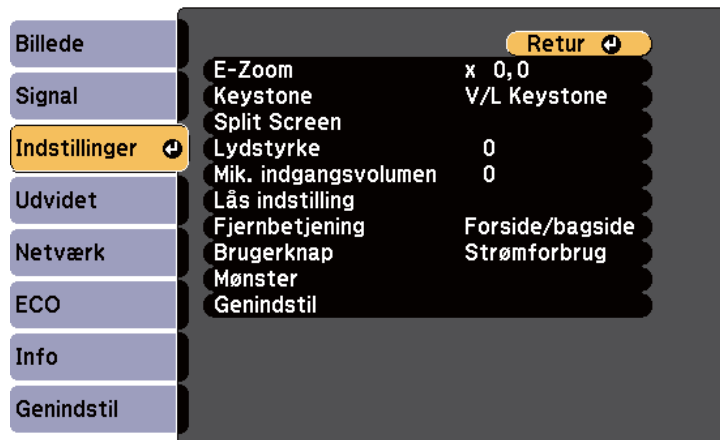 Billede
Signal
Indstillinger
Udvidet
Netværk
ECO
Info
Genindstil
Retur
E-Zoom x 0,0
Keystone V/L Keystone
Split Screen
Lydstyrke 0
Mik. indgangsvolumen 0
Lås indstilling
Fjernbetjening Forside/bagside
Brugerknap Strømforbrug
Mønster
Genindstil